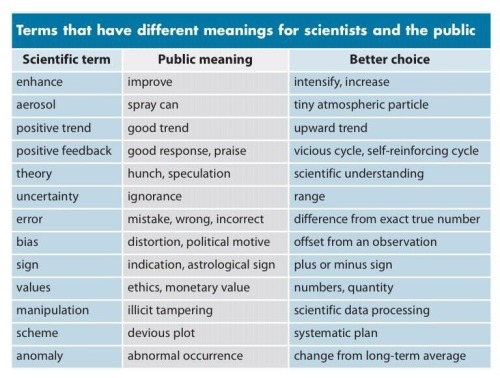 Terms that have different meanings for scientists and the public
Scientific term Public meaning Better choice
enhance improve intensify, increase
aerosol spray can tiny atmospheric particle
positive trend good trend upward trend
positive feedback good response, praise vicious cycle, self-reinforcing cycle
theory hunch, speculation scientific understanding
uncertainty ignorance range
error mistake, wrong, incorrect difference from exact true number
bias distortion, political motive offset from an observation
sign indication, astrological sign plus or minus sign
values ethics, monetary value numbers, quantity
manipulation illicit tampering scientific data processing
scheme devious plot systematic plan
anomaly abnormal occurrence change from long-term average